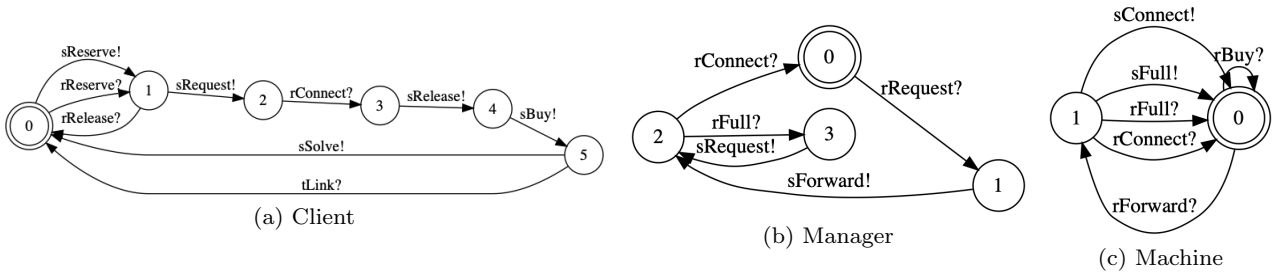 sReserve!
rReserve?
rRelease?
0
1
sRequest!
2
rConnect?
3
sRelease!
4
sBuy!
5
sSolve!
tLink?
(a) Client
rConnect?
0
rRequest?
2
rFull?
3
sRequest!
sForward!
1
(b) Manager
sConnect!
rBuy?
sFull!
1
rFull?
0
rConnect?
rForward?
(c) Machine